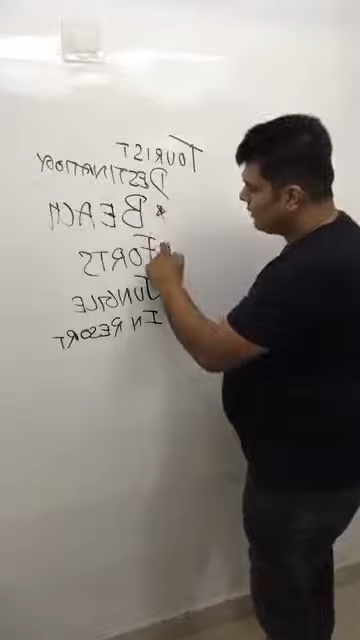 TOURIST
DESTINATION
* BEACH
FORTS
JUNGLE
IN RESORT